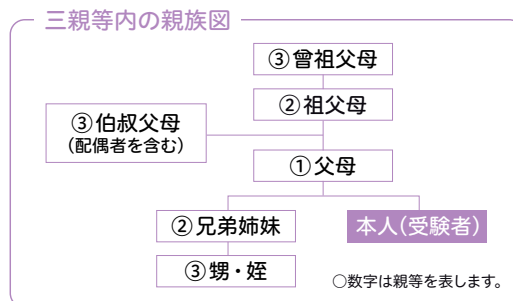 三親等内の親族図
③曾祖父母
②祖父母
③伯叔父母
(配偶者を含む)
①父母
②兄弟姉妹
本人(受験者)
③甥・姪
○数字は親等を表します。